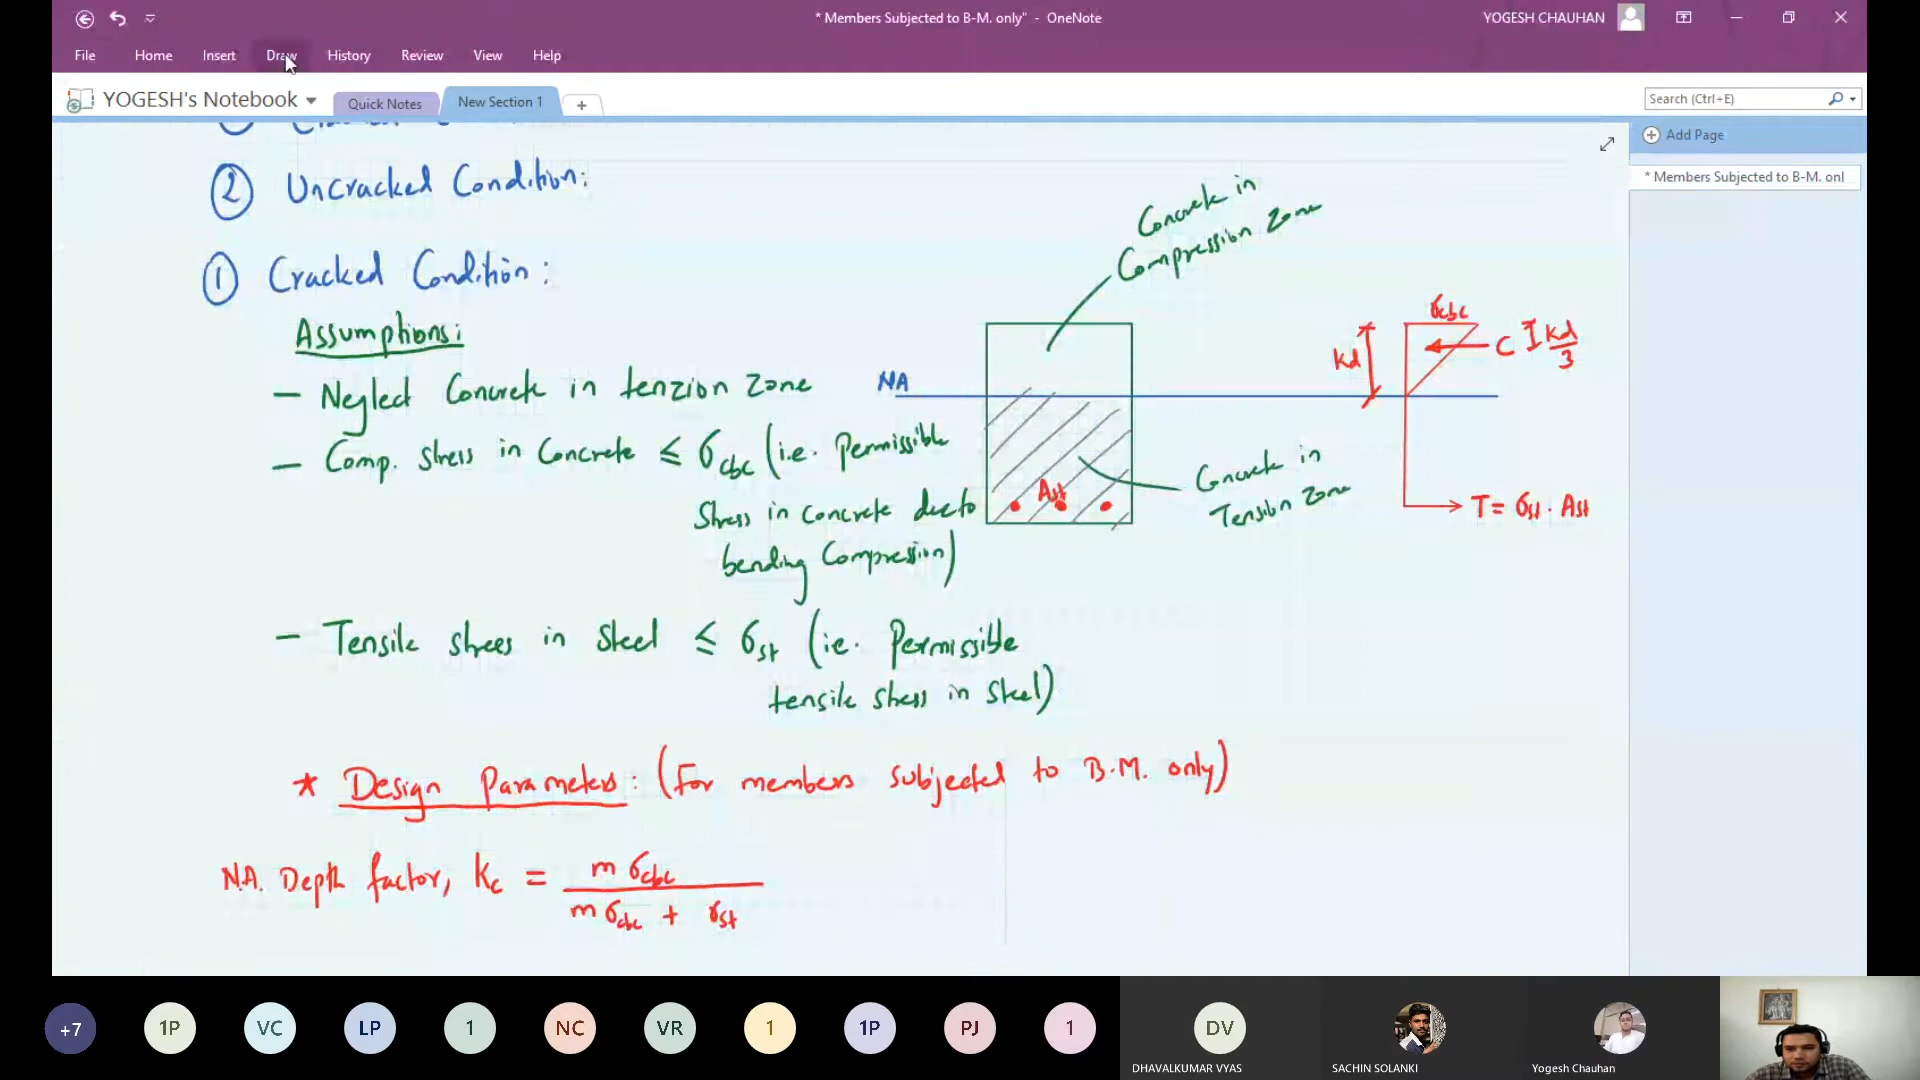 * Members Subjected to B-M. only" - OneNote
YOGESH CHAUHAN
File Home Insert Draw History Review View Help
YOGESH's Notebook
Quick Notes
New Section 1
Search (Ctrl+E)
Add Page
* Members Subjected to B-M. onl
② Uncracked Condition:
① Cracked Condition:
Assumptions:
— Neglect Concrete in tenzion zone
— Comp. stress in Concrete ≤ σcbc (i.e. Permissible
Stress in concrete due to
bending Compression)
— Tensile stress in steel ≤ σst (i.e. Permissible
tensile stress in steel)
Concrete in
Compression Zone
NA
Ast
Concrete in
Tension Zone
σcbc
kd
C
kd/3
T = σst . Ast
* Design Parameters: (For members subjected to B.M. only)
N.A. Depth factor, kc = m σcbc / m σcbc + σst
+7
1P
VC
LP
1
NC
VR
1
1P
PJ
1
DV
DHAVALKUMAR VYAS
SACHIN SOLANKI
Yogesh Chauhan